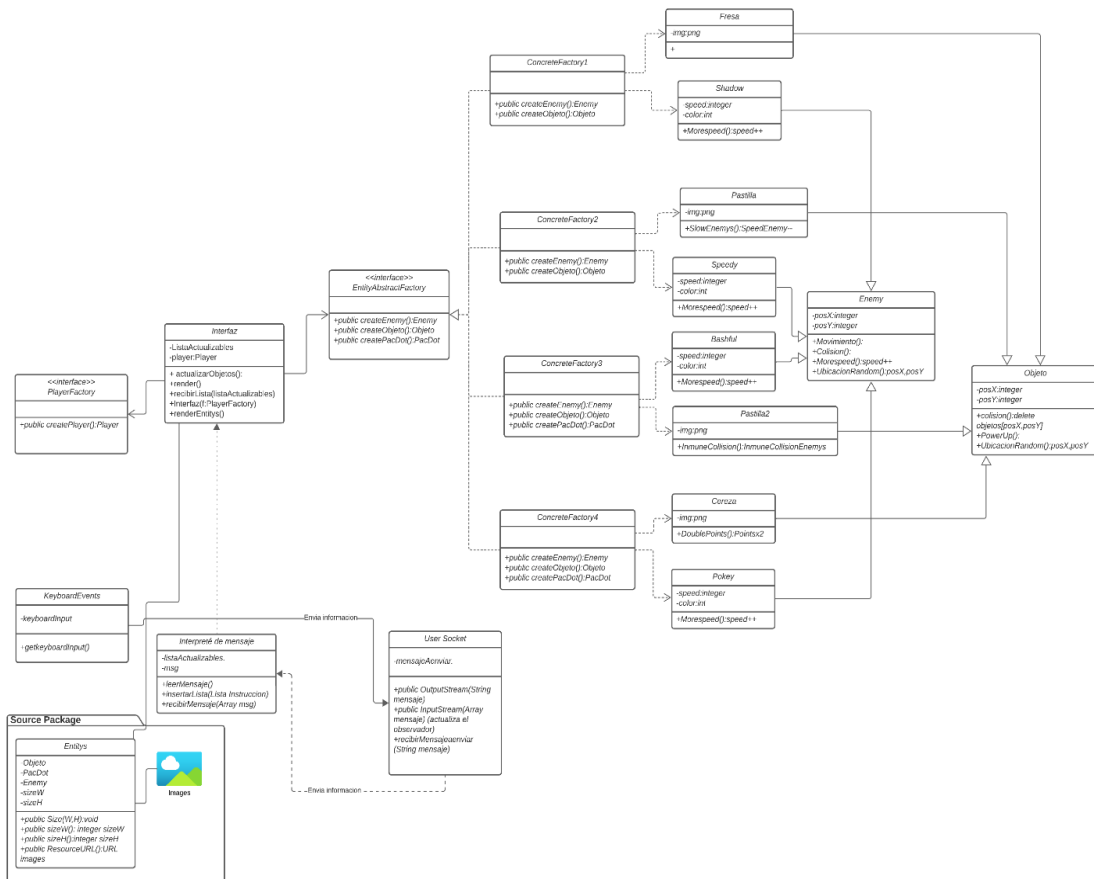 Fresa
-img:png
+
ConcreteFactory1
+public createEnemy():Enemy
+public createObjeto():Objeto
Shadow
-speed:integer
-color:int
+Morespeed():speed++
Pastilla
-img:png
+SlowEnemys():SpeedEnemy--
ConcreteFactory2
+public createEnemy():Enemy
+public createObjeto():Objeto
Speedy
-speed:integer
-color:int
+Morespeed():speed++
<<interface>>
EntityAbstractFactory
+public createEnemy():Enemy
+public createObjeto():Objeto
+public createPacDot():PacDot
Enemy
-posX:integer
-posY:integer
+Movimiento():
+Colision():
+Morespeed():speed++
+UbicacionRandom():posX,posY
Interfaz
-ListaActualizables
-player:Player
+ actualizarObjetos():
+render()
+recibirLista(listaActualizables)
+Interfaz(f:PlayerFactory)
+renderEntitys()
Bashful
-speed:integer
-color:int
+Morespeed():speed++
ConcreteFactory3
+public createEnemy():Enemy
+public createObjeto():Objeto
+public createPacDot():PacDot
<<interface>>
PlayerFactory
+public createPlayer():Player
Objeto
-posX:integer
-posY:integer
+colision():delete
objetos[posX,posY]
+PowerUp():
+UbicacionRandom():posX,posY
Pastilla2
-img:png
+InmuneCollision():InmuneCollisionEnemys
Cereza
-img:png
+DoublePoints():Pointsx2
ConcreteFactory4
+public createEnemy():Enemy
+public createObjeto():Objeto
+public createPacDot():PacDot
Pokey
-speed:integer
-color:int
+Morespeed():speed++
KeyboardEvents
-keyboardInput
+getkeyboardInput()
Envia informacion
Interpreté de mensaje
-listaActualizables.
-msg
+leerMensaje()
+insertarLista(Lista Instruccion)
+recibirMensaje(Array msg)
User Socket
-mensajeAenviar.
+public OutputStream(String
mensaje)
+public InputStream(Array
mensaje) (actualiza el
observador)
+recibirMensajeaenviar
(String mensaje)
Envia informacion
Source Package
Entitys
Objeto
-PacDot
-Enemy
-sizeW
-sizeH
+public Size(W,H):void
+public sizeW(): integer sizeW
+public sizeH():integer sizeH
+public ResourceURL():URL
images
Images